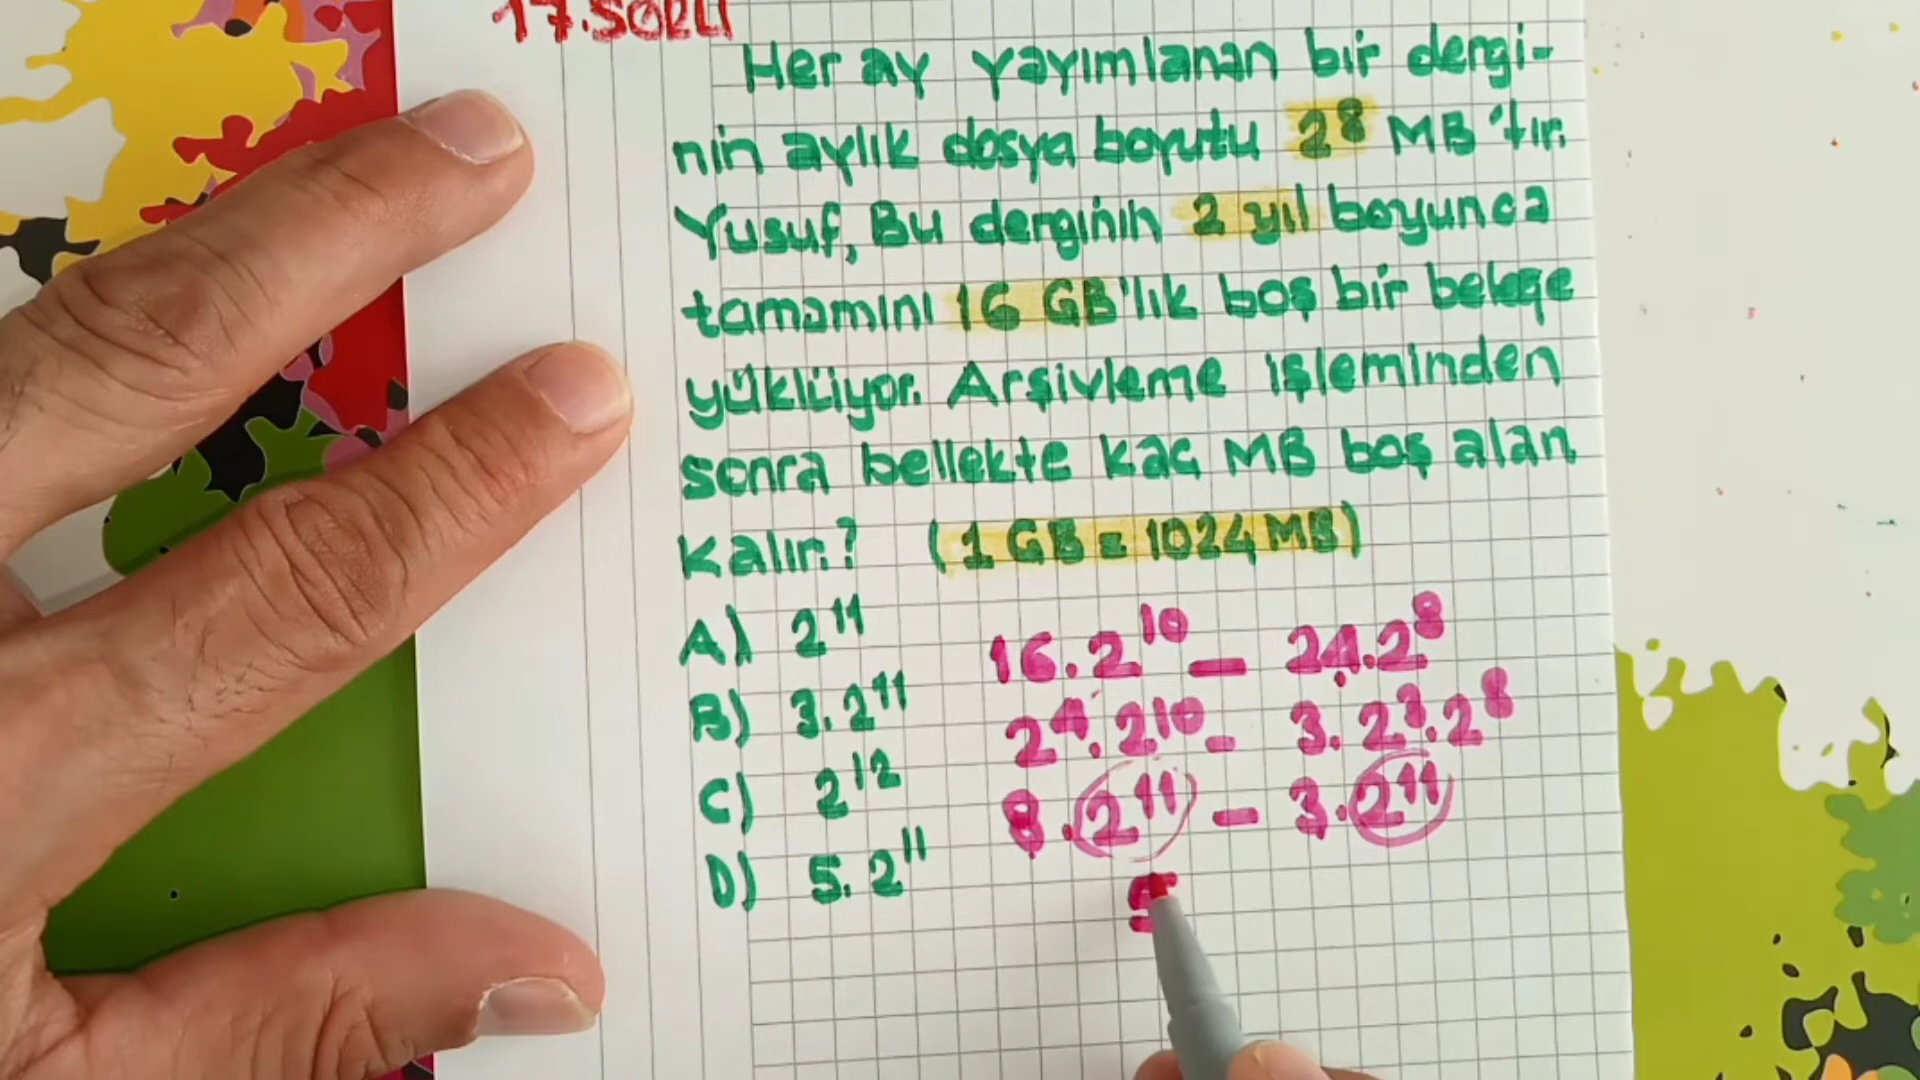 17.SORU
Her ay yayımlanan bir dergi-
nin aylık dosya boyutu 2⁸ MB'tır.
Yusuf, Bu derginin 2 yıl boyunca
tamamını 16 GB'lık boş bir beleğe
yüklüyor. Arşivleme işleminden
sonra bellekte kaç MB boş alan
kalır.? (1 GB = 1024 MB)
A) 2¹¹
B) 3.2¹¹
C) 2¹²
D) 5.2¹¹
16.2¹⁰ - 24.2⁸
2⁴.2¹⁰ - 3.2³.2⁸
8.2¹¹ - 3.2¹¹
5